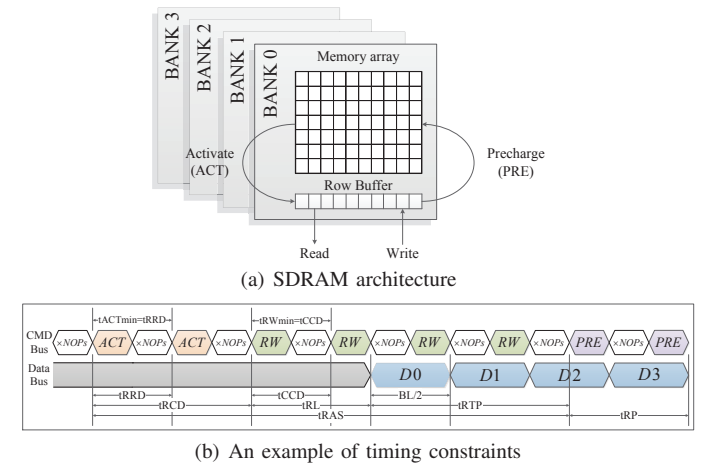 BANK 3
BANK 2
BANK 1
BANK 0
Memory array
Activate
(ACT)
Precharge
(PRE)
Row Buffer
Read
Write
(a) SDRAM architecture
tACTmin=tRRD
tRWmin=tCCD
CMD
Bus
×NOPs ACT ×NOPs ACT ×NOPs RW ×NOPs RW ×NOPs RW ×NOPs RW ×NOPs PRE ×NOPs PRE
Data
Bus
D0 D1 D2 D3
tRRD tCCD BL/2
tRCD tRL tRTP
tRAS tRP
(b) An example of timing constraints